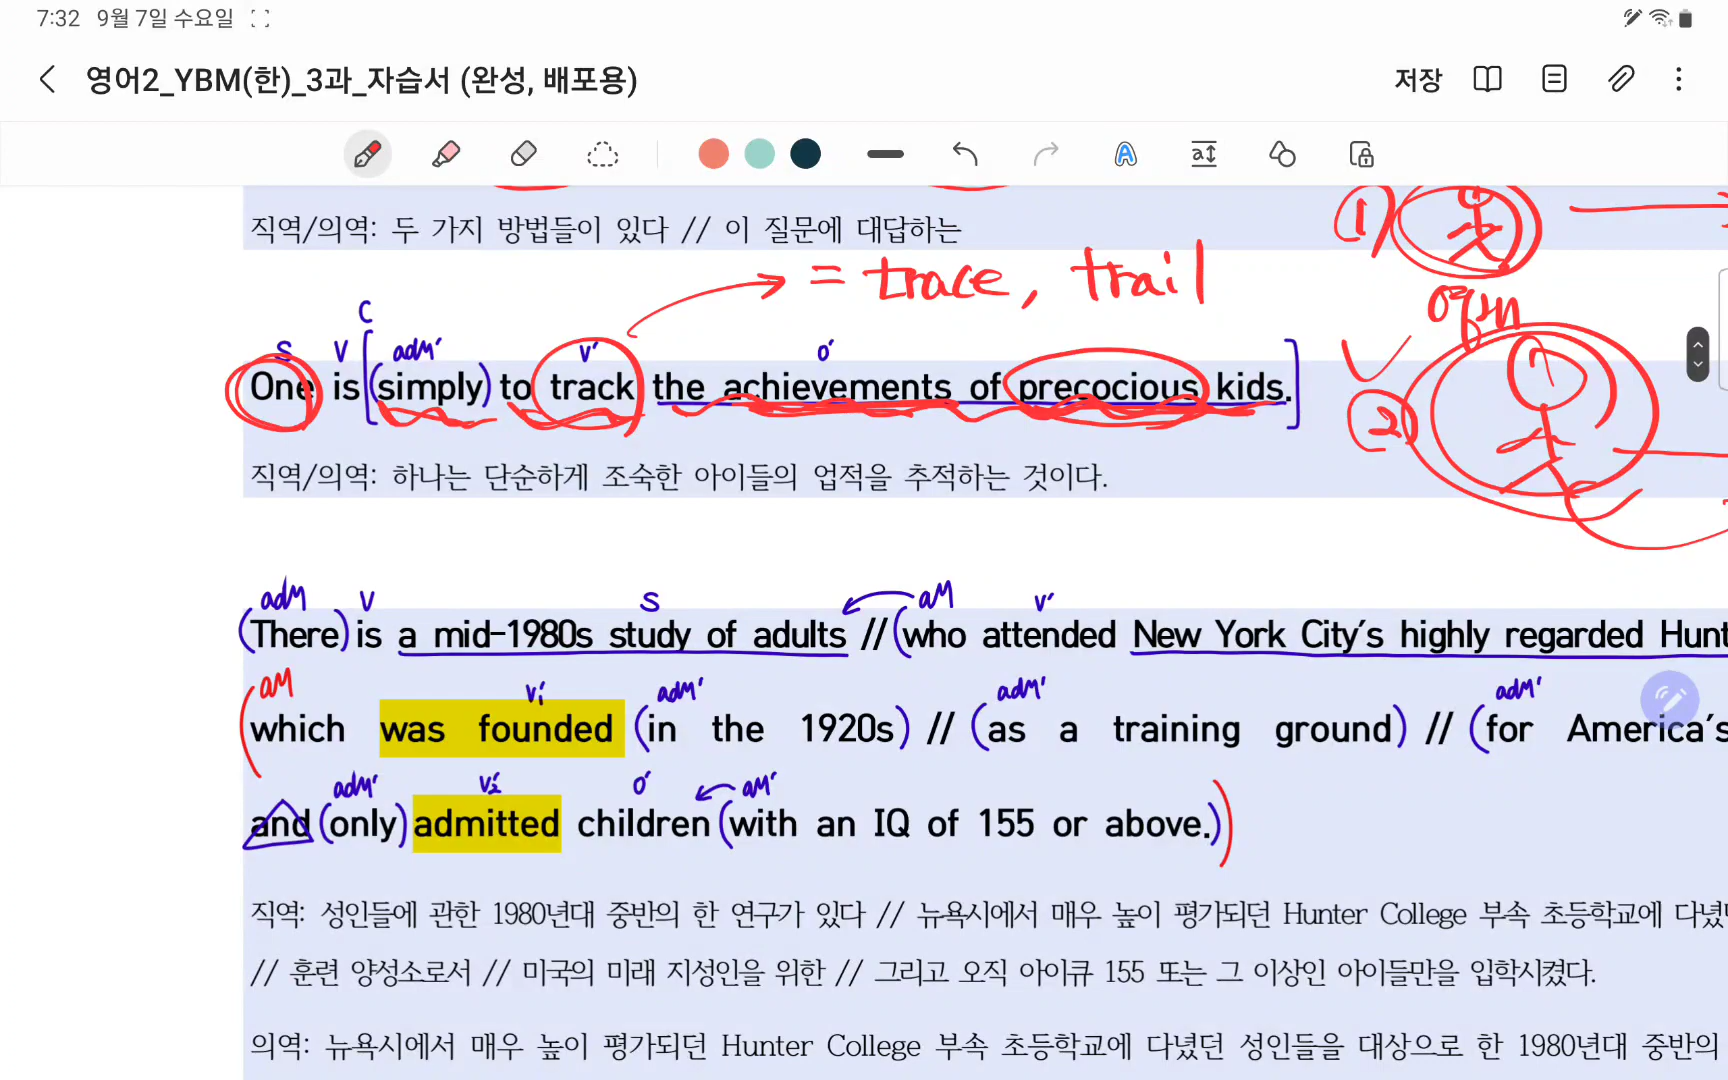 7:32 9월 7일 수요일
영어2_YBM(한)_3과_자습서 (완성, 배포용)
저장
직역/의역: 두 가지 방법들이 있다 // 이 질문에 대답하는
①
= trace, trail
C
S V adM' V' O'
One is [(simply) to track the achievements of precocious kids.]
②
직역/의역: 하나는 단순하게 조숙한 아이들의 업적을 추적하는 것이다.
adM V S aM V'
(There) is a mid-1980s study of adults // (who attended New York City's highly regarded Hunt
aM V'1 adM' adM' adM'
(which was founded (in the 1920s) // (as a training ground) // (for America's
adM' V'2 O' aM'
and (only) admitted children (with an IQ of 155 or above.))
직역: 성인들에 관한 1980년대 중반의 한 연구가 있다 // 뉴욕시에서 매우 높이 평가되던 Hunter College 부속 초등학교에 다녔
// 훈련 양성소로서 // 미국의 미래 지성인을 위한 // 그리고 오직 아이큐 155 또는 그 이상인 아이들만을 입학시켰다.
의역: 뉴욕시에서 매우 높이 평가되던 Hunter College 부속 초등학교에 다녔던 성인들을 대상으로 한 1980년대 중반의